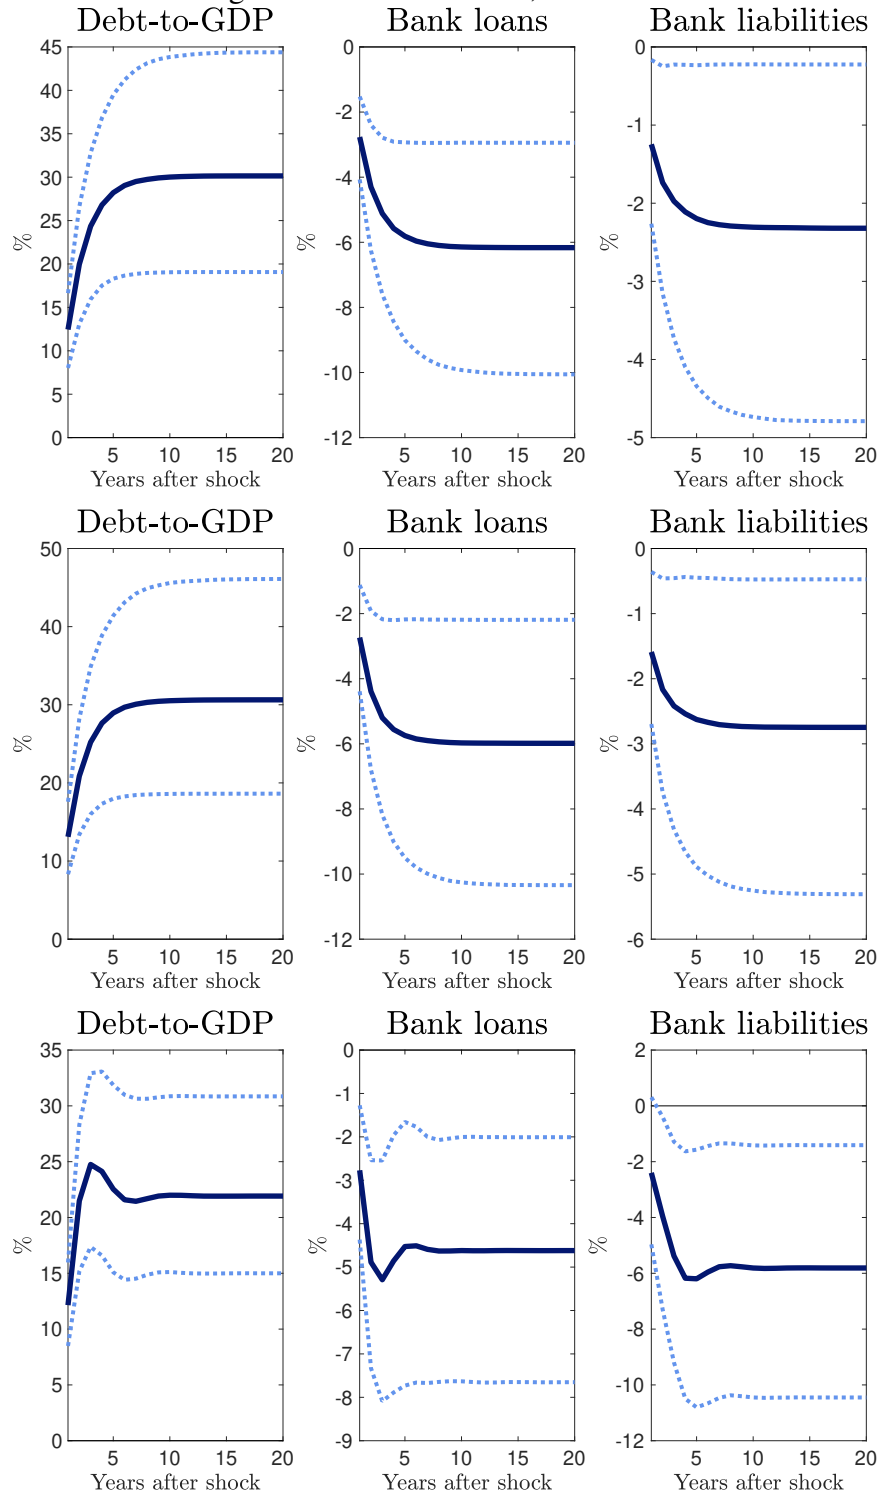 Debt-to-GDP Bank loans Bank liabilities
45 0 0
40 -2 -1
35 -4 -2
30 -6 -3
25 -8 -4
20 -10 -5
15 -12
10
5
0
% % %
5 10 15 20 5 10 15 20 5 10 15 20
Years after shock Years after shock Years after shock
Debt-to-GDP Bank loans Bank liabilities
50 0 0
40 -2 -1
30 -4 -2
20 -6 -3
10 -8 -4
0 -10 -5
-12 -6
% % %
5 10 15 20 5 10 15 20 5 10 15 20
Years after shock Years after shock Years after shock
Debt-to-GDP Bank loans Bank liabilities
35 0 2
30 -1 0
25 -2 -2
20 -3 -4
15 -4 -6
10 -5 -8
5 -6 -10
0 -7 -12
-8
-9
% % %
5 10 15 20 5 10 15 20 5 10 15 20
Years after shock Years after shock Years after shock